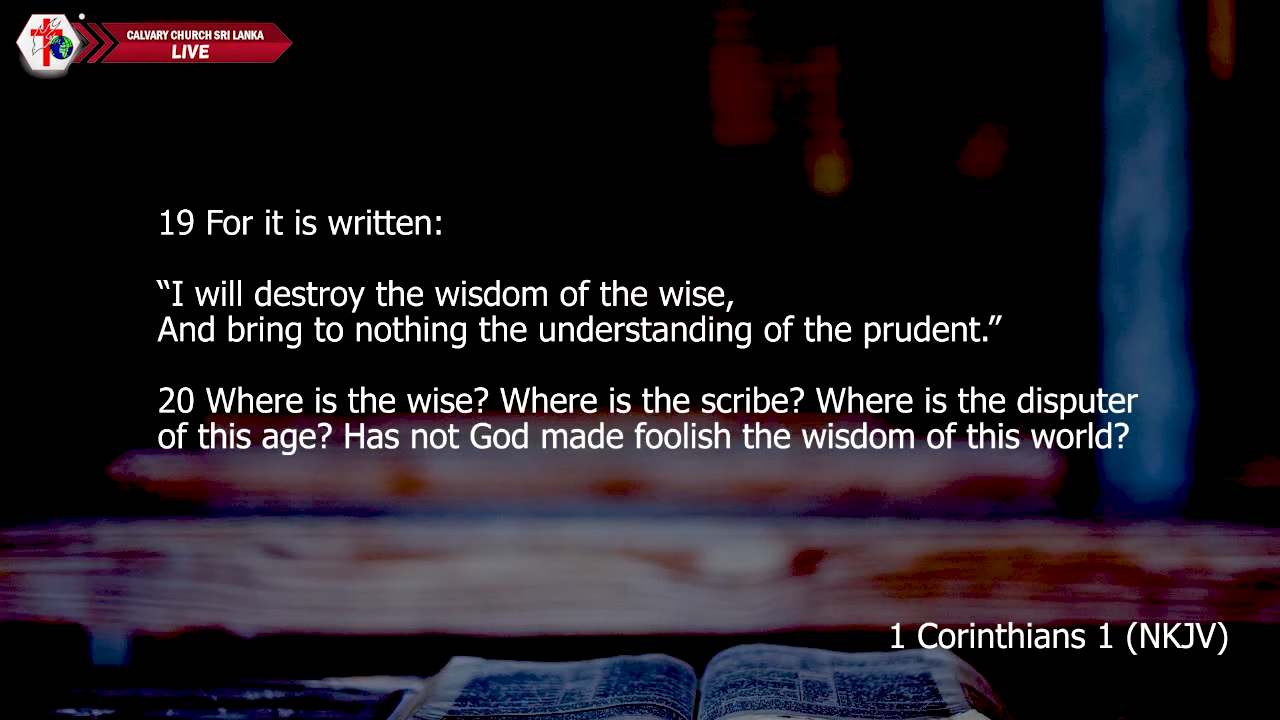 CALVARY CHURCH SRI LANKA
LIVE
19 For it is written:
“I will destroy the wisdom of the wise,
And bring to nothing the understanding of the prudent.”
20 Where is the wise? Where is the scribe? Where is the disputer
of this age? Has not God made foolish the wisdom of this world?
1 Corinthians 1 (NKJV)